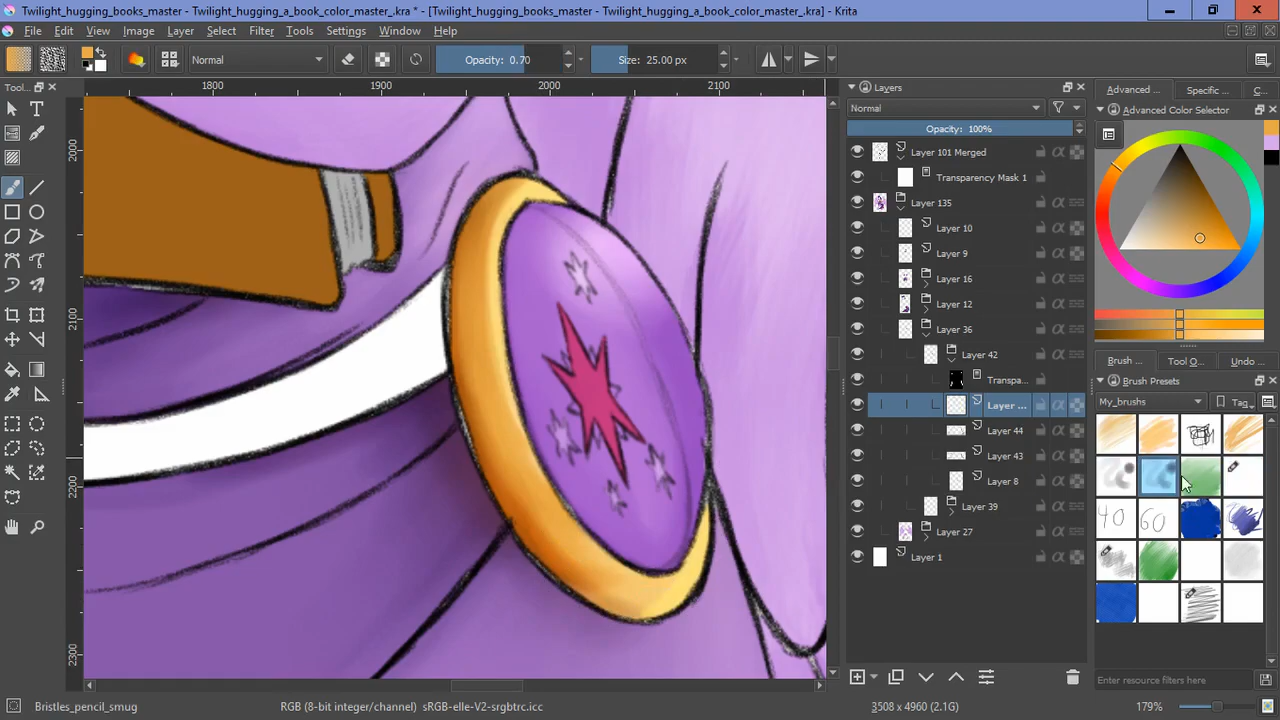 Twilight_hugging_books_master - Twilight_hugging_a_book_color_master_.kra * - [Twilight_hugging_books_master - Twilight_hugging_a_book_color_master_.kra] - Krita
File Edit View Image Layer Select Filter Tools Settings Window Help
Normal Opacity: 0.70 Size: 25.00 px
Tool...
1800 1900 2000 2100
2000
2100
2200
2300
Layers
Normal
Opacity: 100%
Layer 101 Merged
Transparency Mask 1
Layer 135
Layer 10
Layer 9
Layer 16
Layer 12
Layer 36
Layer 42
Transpa...
Layer ...
Layer 44
Layer 43
Layer 8
Layer 39
Layer 27
Layer 1
Advanced ... Specific ... C...
Advanced Color Selector
Brush ... Tool O... Undo ...
Brush Presets
My_brushs Tag
40 60
Enter resource filters here
Bristles_pencil_smug RGB (8-bit integer/channel) sRGB-elle-V2-srgbtrc.icc 3508 x 4960 (2.1G) 179%